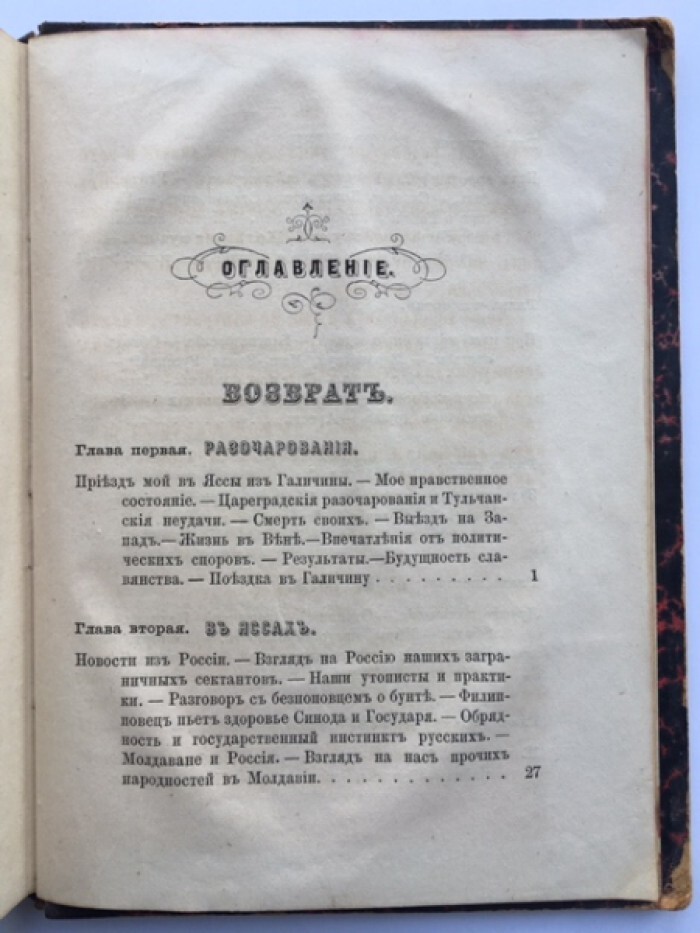 ОГЛАВЛЕНІЕ.
ВОЗВРАТЪ.
Глава первая. РАЗОЧАРОВАНІЯ.
Пріѣздъ мой въ Яссы изъ Галичины. — Мое нравственное
состояніе. — Цареградскія разочарованія и Тульчан-
скія неудачи. — Смерть своихъ. — Выѣздъ на За-
падъ. — Жизнь въ Вѣнѣ. — Впечатлѣнія отъ полити-
ческихъ споровъ. — Результаты. — Будущность сла-
вянства. — Поѣздка въ Галичину . . . . . . . . . 1
Глава вторая. ВЪ ЯССАХЪ.
Новости изъ Россіи. — Взглядъ на Россію нашихъ загра-
ничныхъ сектантовъ. — Наши утописты и практи-
ки. — Разговоръ съ безпоповцемъ о бунтѣ. — Филип-
повецъ пьетъ здоровье Синода и Государя. — Обряд-
ность и государственный инстинктъ русскихъ. —
Молдаване и Россія. — Взглядъ на насъ прочихъ
народностей въ Молдавіи. . . . . . . . . . . . . 27